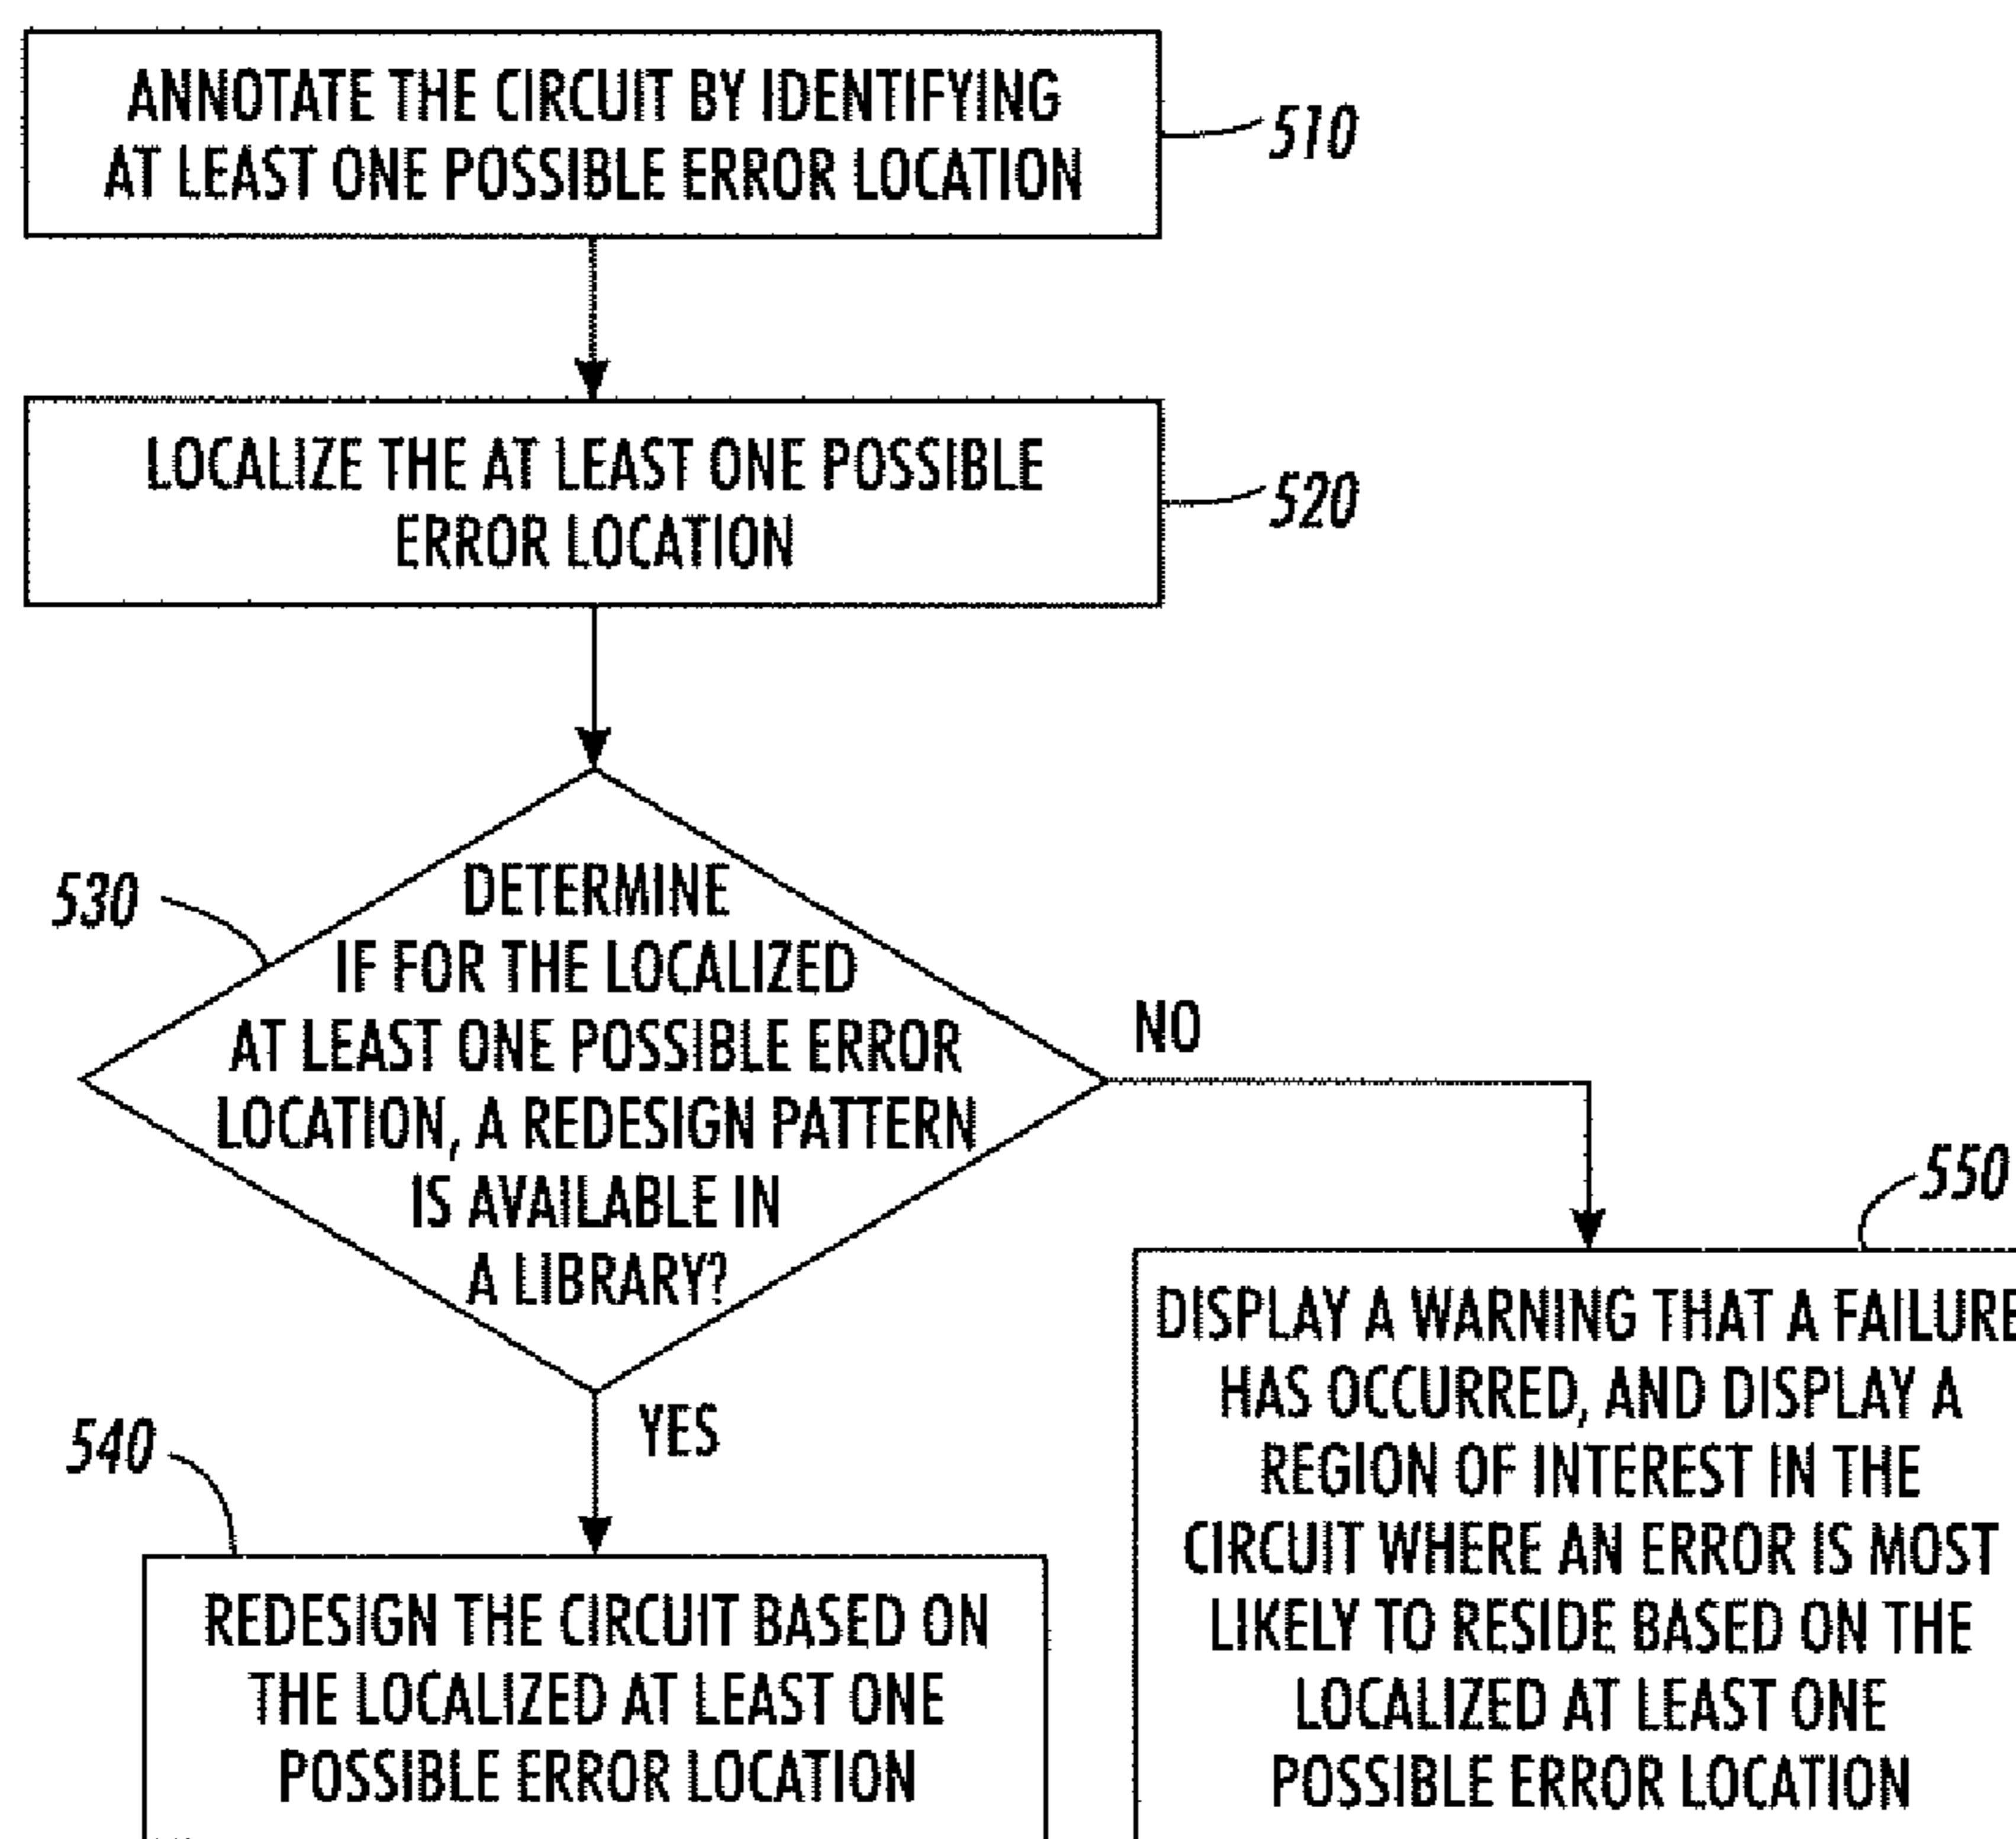 ANNOTATE THE CIRCUIT BY IDENTIFYING
AT LEAST ONE POSSIBLE ERROR LOCATION
510
LOCALIZE THE AT LEAST ONE POSSIBLE
ERROR LOCATION
520
530
DETERMINE
IF FOR THE LOCALIZED
AT LEAST ONE POSSIBLE ERROR
LOCATION, A REDESIGN PATTERN
IS AVAILABLE IN
A LIBRARY?
NO
YES
540
REDESIGN THE CIRCUIT BASED ON
THE LOCALIZED AT LEAST ONE
POSSIBLE ERROR LOCATION
550
DISPLAY A WARNING THAT A FAILURE
HAS OCCURRED, AND DISPLAY A
REGION OF INTEREST IN THE
CIRCUIT WHERE AN ERROR IS MOST
LIKELY TO RESIDE BASED ON THE
LOCALIZED AT LEAST ONE
POSSIBLE ERROR LOCATION